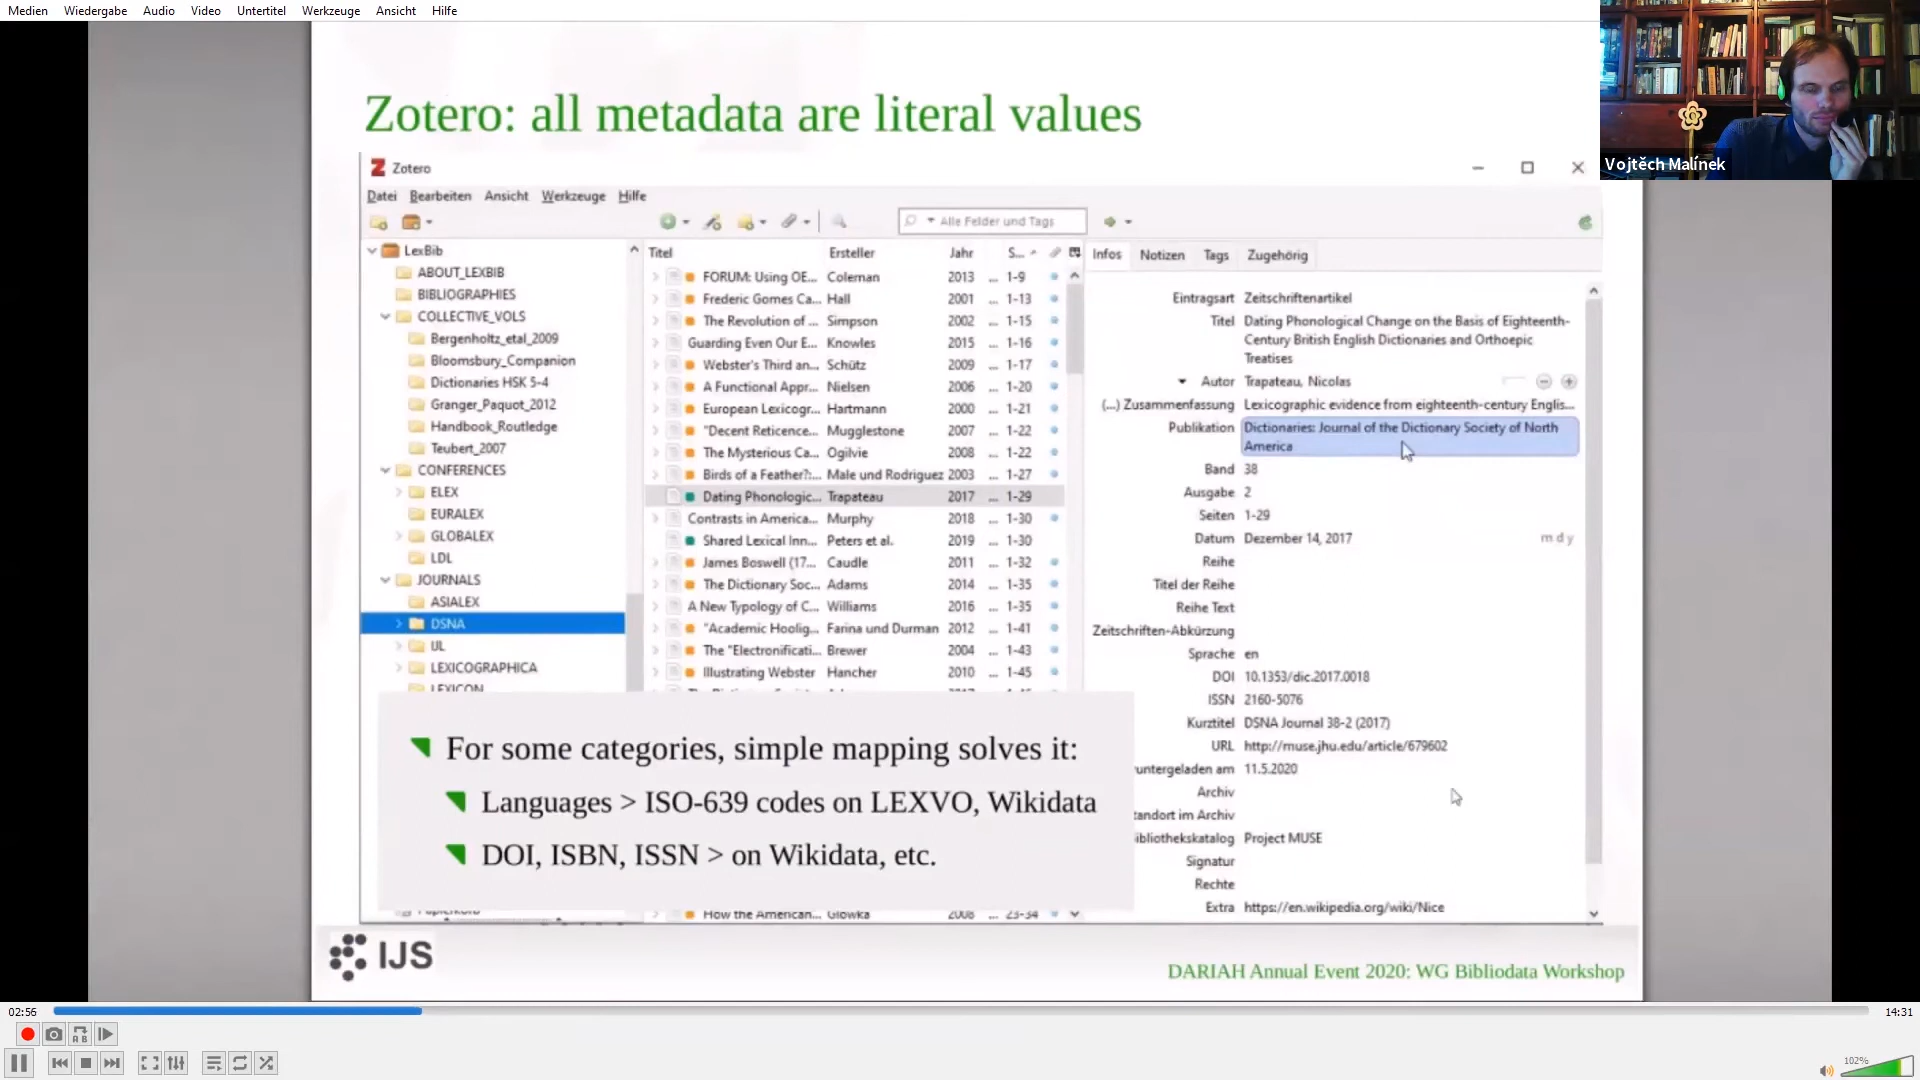 Medien Wiedergabe Audio Video Untertitel Werkzeuge Ansicht Hilfe
Vojtěch Malínek
Zotero: all metadata are literal values
Zotero
Datei Bearbeiten Ansicht Werkzeuge Hilfe
Alle Felder und Tags
LexBib
ABOUT_LEXBIB
BIBLIOGRAPHIES
COLLECTIVE_VOLS
Bergenholtz_etal_2009
Bloomsbury_Companion
Dictionaries HSK 5-4
Granger_Paquot_2012
Handbook_Routledge
Teubert_2007
CONFERENCES
ELEX
EURALEX
GLOBALEX
LDL
JOURNALS
ASIALEX
DSNA
UL
LEXICOGRAPHICA
LEXICON
Titel Ersteller Jahr S...
FORUM: Using OE... Coleman 2013 ... 1-9
Frederic Gomes Ca... Hall 2001 ... 1-13
The Revolution of ... Simpson 2002 ... 1-15
Guarding Even Our E... Knowles 2015 ... 1-16
Webster's Third an... Schütz 2009 ... 1-17
A Functional Appr... Nielsen 2006 ... 1-20
European Lexicogr... Hartmann 2000 ... 1-21
"Decent Reticence... Mugglestone 2007 ... 1-22
The Mysterious Ca... Ogilvie 2008 ... 1-22
Birds of a Feather?:... Male und Rodriguez 2003 ... 1-27
Dating Phonologic... Trapateau 2017 ... 1-29
Contrasts in America... Murphy 2018 ... 1-30
Shared Lexical Inn... Peters et al. 2019 ... 1-30
James Boswell (17... Caudle 2011 ... 1-32
The Dictionary Soc... Adams 2014 ... 1-35
A New Typology of C... Williams 2016 ... 1-35
"Academic Hoolig... Farina und Durman 2012 ... 1-41
The "Electronificati... Brewer 2004 ... 1-43
Illustrating Webster Hancher 2010 ... 1-45
How the American... Glowka 2008 ... 23-34
Infos Notizen Tags Zugehörig
Eintragsart Zeitschriftenartikel
Titel Dating Phonological Change on the Basis of Eighteenth-
Century British English Dictionaries and Orthoepic
Treatises
Autor Trapateau, Nicolas
(...) Zusammenfassung Lexicographic evidence from eighteenth-century Englis...
Publikation Dictionaries: Journal of the Dictionary Society of North
America
Band 38
Ausgabe 2
Seiten 1-29
Datum Dezember 14, 2017 m d y
Reihe
Titel der Reihe
Reihe Text
Zeitschriften-Abkürzung
Sprache en
DOI 10.1353/dic.2017.0018
ISSN 2160-5076
Kurztitel DSNA Journal 38-2 (2017)
URL http://muse.jhu.edu/article/679602
untergeladen am 11.5.2020
Archiv
tandort im Archiv
ibliothekskatalog Project MUSE
Signatur
Rechte
Extra https://en.wikipedia.org/wiki/Nice
For some categories, simple mapping solves it:
Languages > ISO-639 codes on LEXVO, Wikidata
DOI, ISBN, ISSN > on Wikidata, etc.
IJS
DARIAH Annual Event 2020: WG Bibliodata Workshop
02:56 14:31
102%